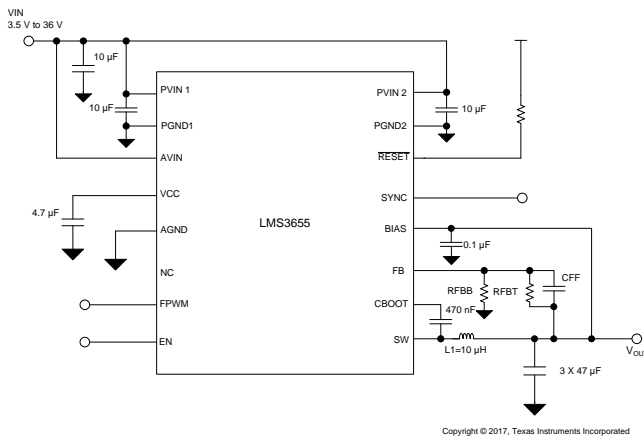 VIN
3.5 V to 36 V
10 µF
10 µF
PVIN 1
PGND1
AVIN
VCC
4.7 µF
AGND
NC
FPWM
EN
LMS3655
PVIN 2
10 µF
PGND2
RESET
SYNC
BIAS
0.1 µF
FB
RFBB
RFBT
CFF
CBOOT
470 nF
SW
L1=10 µH
VOU
3 X 47 µF
Copyright © 2017, Texas Instruments Incorporated